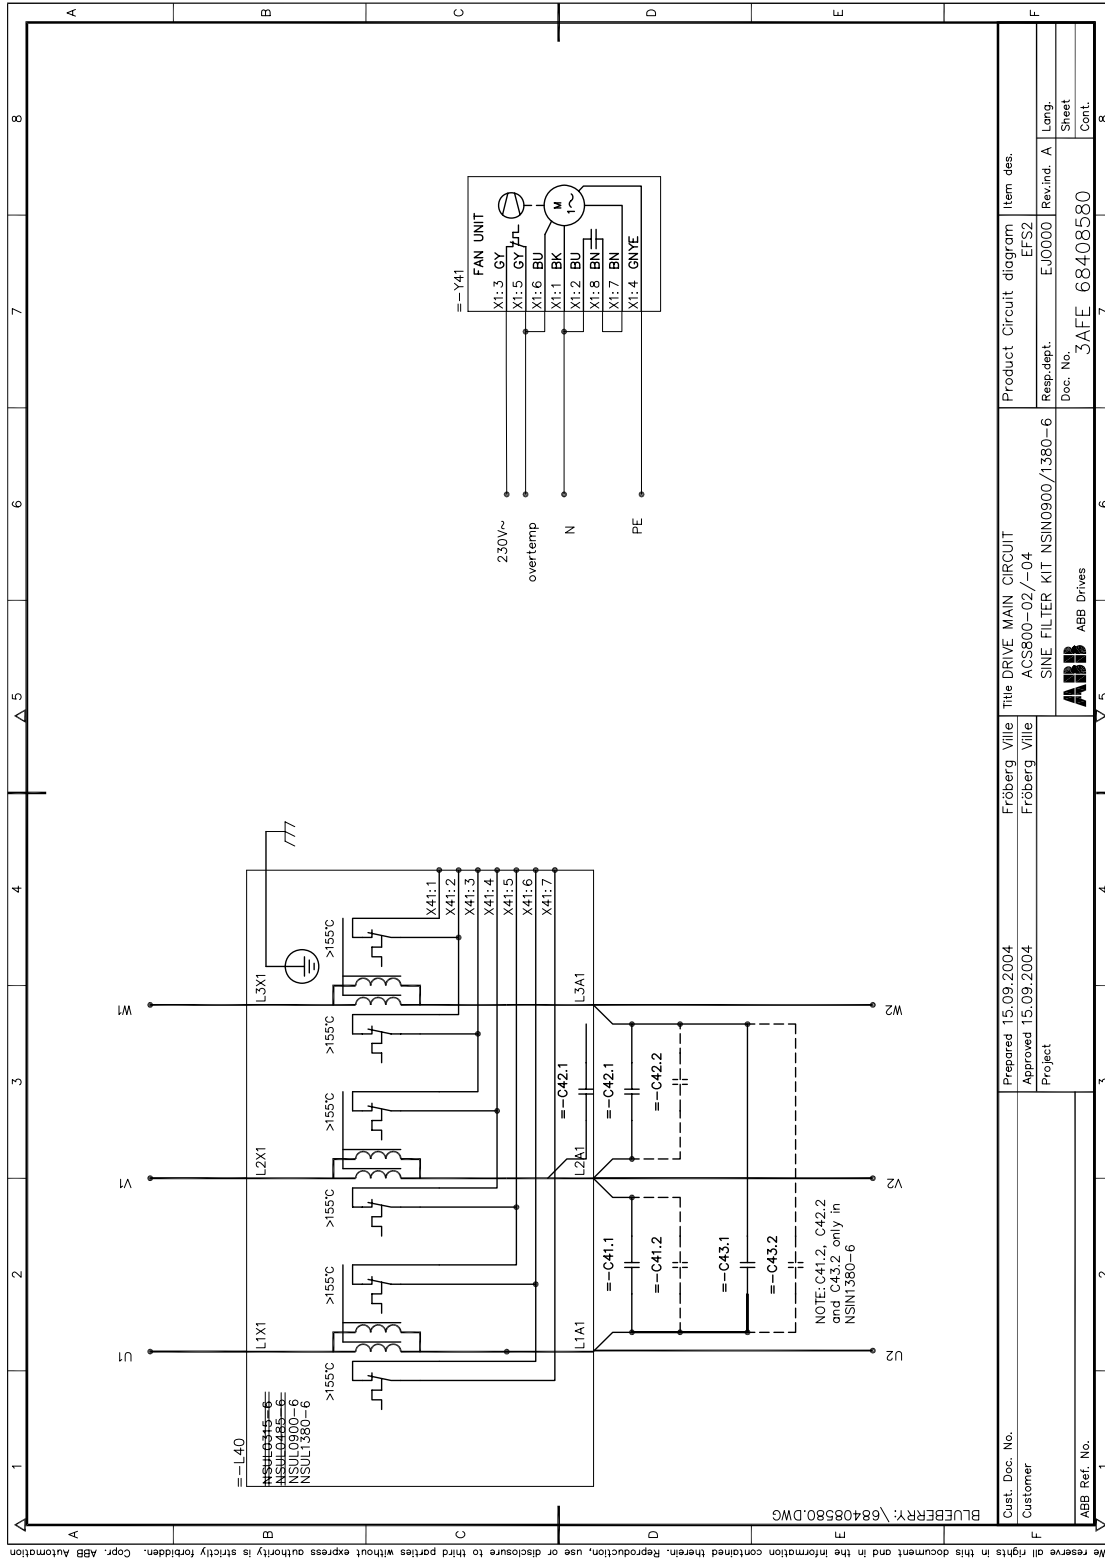 1 2 3 4 5 6 7 8
A
B
C
D
E
F
=-L40
NSUL0315-6
NSUL0485-6
NSUL0900-6
NSUL1380-6
U1
V1
W1
L1X1
L2X1
L3X1
>155°C
>155°C
>155°C
>155°C
>155°C
>155°C
X41:1
X41:2
X41:3
X41:4
X41:5
X41:6
X41:7
L1A1
L2A1
L3A1
=-C42.1
=-C41.1
=-C42.1
=-C41.2
=-C42.2
=-C43.1
=-C43.2
NOTE: C41.2, C42.2
and C43.2 only in
NSIN1380-6
U2
V2
W2
=-Y41
FAN UNIT
X1:3 GY
X1:5 GY
X1:6 BU
X1:1 BK
X1:2 BU
X1:8 BN
X1:7 BN
X1:4 GNYE
M
1~
230V~
overtemp
N
PE
BLUEBERRY:\68408580.DWG
Cust. Doc. No.
Customer
ABB Ref. No.
Prepared 15.09.2004 Fröberg Ville
Approved 15.09.2004 Fröberg Ville
Project
Title DRIVE MAIN CIRCUIT
ACS800-02/-04
SINE FILTER KIT NSIN0900/1380-6
ABB ABB Drives
Product Circuit diagram
EFS2
Item des.
Resp.dept. EJ0000
Rev.ind. A
Lang.
Doc. No.
3AFE 68408580
Sheet
Cont.
A
B
C
D
E
F
1 2 3 4 5 6 7 8
We reserve all rights in this document and in the information contained therein. Reproduction, use or disclosure to third parties without express authority is strictly forbidden. Copr. ABB Automation